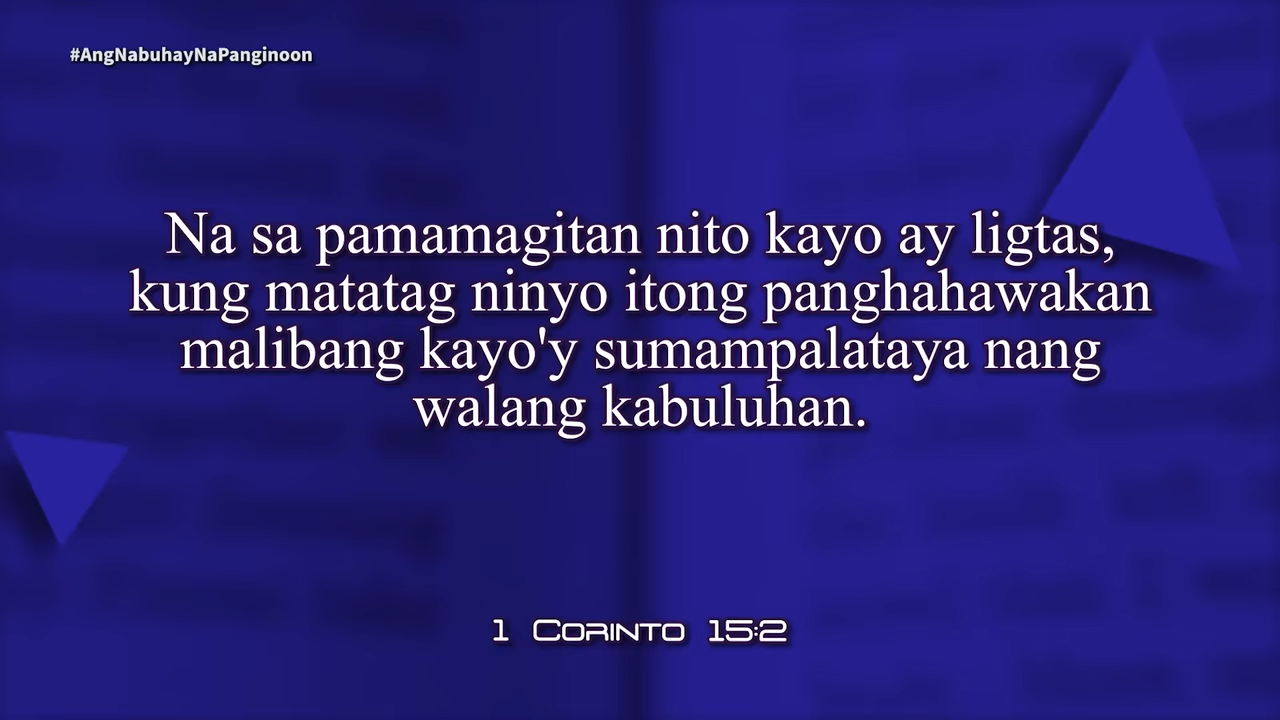 #AngNabuhayNaPanginoon
Na sa pamamagitan nito kayo ay ligtas,
kung matatag ninyo itong panghahawakan
malibang kayo'y sumampalataya nang
walang kabuluhan.
1 Corinto 15:2